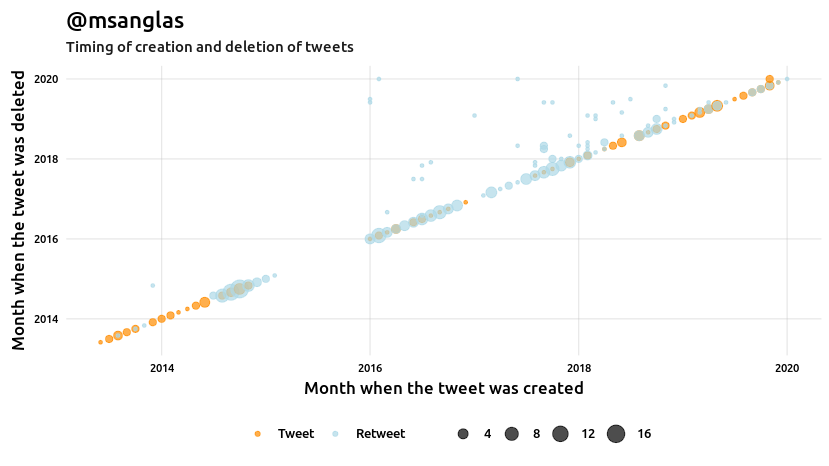 @msanglas
Timing of creation and deletion of tweets
Month when the tweet was deleted
2020
2018
2016
2014
2014 2016 2018 2020
Month when the tweet was created
Tweet Retweet 4 8 12 16